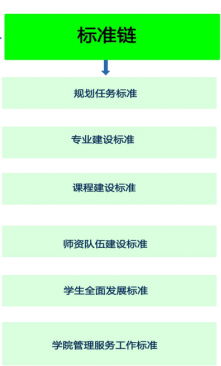 标准链
规划任务标准
专业建设标准
课程建设标准
师资队伍建设标准
学生全面发展标准
学院管理服务工作标准